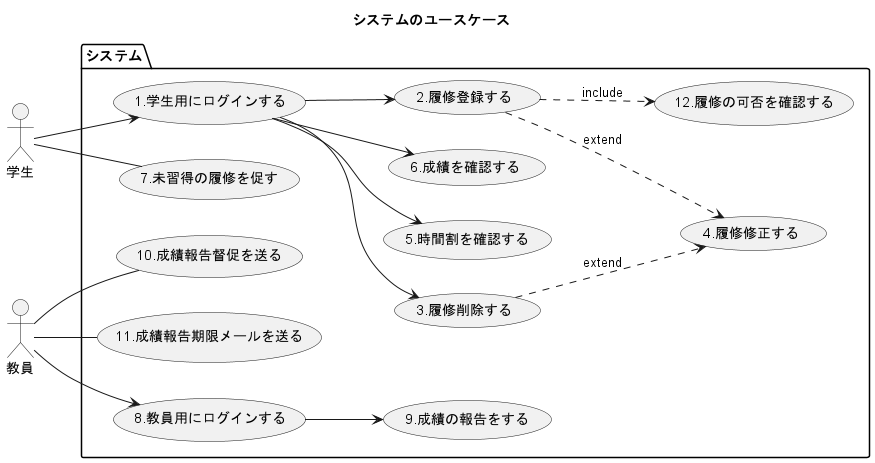 システムのユースケース
システム
1.学生用にログインする
2.履修登録する
include
12.履修の可否を確認する
extend
学生
6.成績を確認する
7.未習得の履修を促す
5.時間割を確認する
4.履修修正する
10.成績報告督促を送る
extend
3.履修削除する
11.成績報告期限メールを送る
教員
8.教員用にログインする
9.成績の報告をする